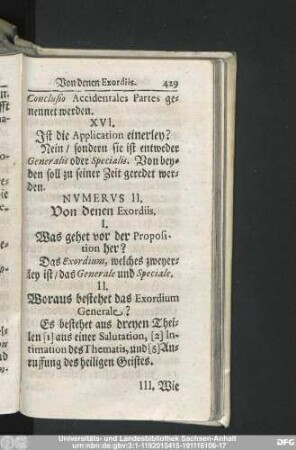 Von denen Exordiis. 429
Conclusio Accidentales Partes ge-
nennet werden.
XVI.
Ist die Application einerley?
Nein / sondern sie ist entweder
Generalis oder Specialis. Von bey-
den soll zu seiner Zeit geredet wer-
den.
NVMERVS II.
Von denen Exordiis.
I.
Was gehet vor der Proposi-
tion her?
Das Exordium, welches zweyer-
ley ist / das Generale und Speciale.
II.
Woraus bestehet das Exordium
Generale?
Es bestehet aus dreyen Thei-
len [1] aus einer Salutation, [2] In-
timation des Thematis, und [3] An-
ruffung des heiligen Geistes.
III. Wie
Universitäts- und Landesbibliothek Sachsen-Anhalt
urn:nbn:de:gbv:3:1-1192015415-191116106-17
DFG